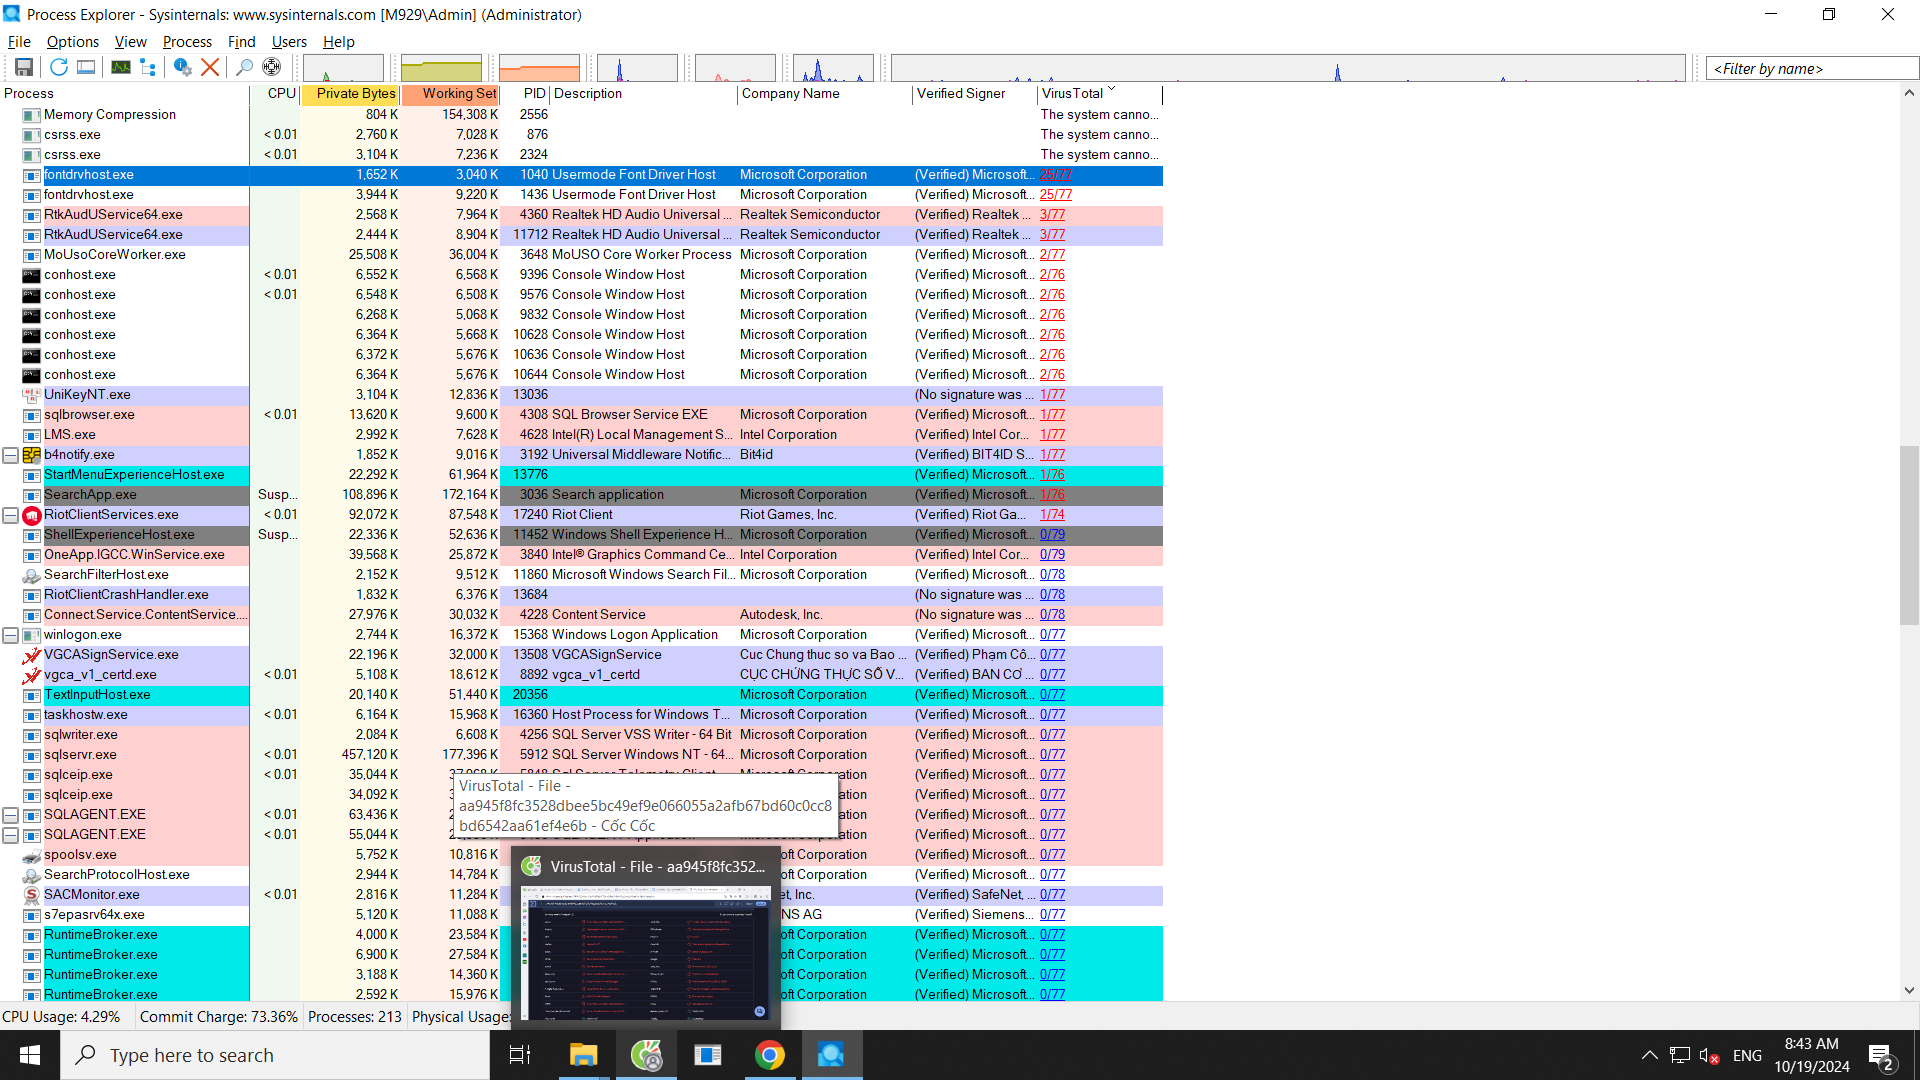 Process Explorer - Sysinternals: www.sysinternals.com [M929\Admin] (Administrator)
File Options View Process Find Users Help
<Filter by name>
Process CPU Private Bytes Working Set PID Description Company Name Verified Signer VirusTotal
Memory Compression 804 K 154,308 K 2556 The system canno...
csrss.exe < 0.01 2,760 K 7,028 K 876 The system canno...
csrss.exe < 0.01 3,104 K 7,236 K 2324 The system canno...
fontdrvhost.exe 1,652 K 3,040 K 1040 Usermode Font Driver Host Microsoft Corporation (Verified) Microsoft... 25/77
fontdrvhost.exe 3,944 K 9,220 K 1436 Usermode Font Driver Host Microsoft Corporation (Verified) Microsoft... 25/77
RtkAudUService64.exe 2,568 K 7,964 K 4360 Realtek HD Audio Universal ... Realtek Semiconductor (Verified) Realtek ... 3/77
RtkAudUService64.exe 2,444 K 8,904 K 11712 Realtek HD Audio Universal ... Realtek Semiconductor (Verified) Realtek ... 3/77
MoUsoCoreWorker.exe 25,508 K 36,004 K 3648 MoUSO Core Worker Process Microsoft Corporation (Verified) Microsoft... 2/77
conhost.exe < 0.01 6,552 K 6,568 K 9396 Console Window Host Microsoft Corporation (Verified) Microsoft... 2/76
conhost.exe < 0.01 6,548 K 6,508 K 9576 Console Window Host Microsoft Corporation (Verified) Microsoft... 2/76
conhost.exe 6,268 K 5,068 K 9832 Console Window Host Microsoft Corporation (Verified) Microsoft... 2/76
conhost.exe 6,364 K 5,668 K 10628 Console Window Host Microsoft Corporation (Verified) Microsoft... 2/76
conhost.exe 6,372 K 5,676 K 10636 Console Window Host Microsoft Corporation (Verified) Microsoft... 2/76
conhost.exe 6,364 K 5,676 K 10644 Console Window Host Microsoft Corporation (Verified) Microsoft... 2/76
UniKeyNT.exe 3,104 K 12,836 K 13036 (No signature was ... 1/77
sqlbrowser.exe < 0.01 13,620 K 9,600 K 4308 SQL Browser Service EXE Microsoft Corporation (Verified) Microsoft... 1/77
LMS.exe 2,992 K 7,628 K 4628 Intel(R) Local Management S... Intel Corporation (Verified) Intel Cor... 1/77
b4notify.exe 1,852 K 9,016 K 3192 Universal Middleware Notific... Bit4id (Verified) BIT4ID S... 1/77
StartMenuExperienceHost.exe 22,292 K 61,964 K 13776 (Verified) Microsoft... 1/76
SearchApp.exe Susp... 108,896 K 172,164 K 3036 Search application Microsoft Corporation (Verified) Microsoft... 1/76
RiotClientServices.exe < 0.01 92,072 K 87,548 K 17240 Riot Client Riot Games, Inc. (Verified) Riot Ga... 1/74
ShellExperienceHost.exe Susp... 22,336 K 52,636 K 11452 Windows Shell Experience H... Microsoft Corporation (Verified) Microsoft... 0/79
OneApp.IGCC.WinService.exe 39,568 K 25,872 K 3840 Intel® Graphics Command Ce... Intel Corporation (Verified) Intel Cor... 0/79
SearchFilterHost.exe 2,152 K 9,512 K 11860 Microsoft Windows Search Fil... Microsoft Corporation (Verified) Microsoft... 0/78
RiotClientCrashHandler.exe 1,832 K 6,376 K 13684 (No signature was ... 0/78
Connect.Service.ContentService.... 27,976 K 30,032 K 4228 Content Service Autodesk, Inc. (No signature was ... 0/78
winlogon.exe 2,744 K 16,372 K 15368 Windows Logon Application Microsoft Corporation (Verified) Microsoft... 0/77
VGCASignService.exe 22,196 K 32,000 K 13508 VGCASignService Cuc Chung thuc so va Bao ... (Verified) Phạm Cô... 0/77
vgca_v1_certd.exe < 0.01 5,108 K 18,612 K 8892 vgca_v1_certd CỤC CHỨNG THỰC SỐ V... (Verified) BAN CƠ ... 0/77
TextInputHost.exe 20,140 K 51,440 K 20356 Microsoft Corporation (Verified) Microsoft... 0/77
taskhostw.exe < 0.01 6,164 K 15,968 K 16360 Host Process for Windows T... Microsoft Corporation (Verified) Microsoft... 0/77
sqlwriter.exe 2,084 K 6,608 K 4256 SQL Server VSS Writer - 64 Bit Microsoft Corporation (Verified) Microsoft... 0/77
sqlservr.exe < 0.01 457,120 K 177,396 K 5912 SQL Server Windows NT - 64... Microsoft Corporation (Verified) Microsoft... 0/77
sqlceip.exe < 0.01 35,044 K (Verified) Microsoft... 0/77
sqlceip.exe 34,092 K (Verified) Microsoft... 0/77
VirusTotal - File -
aa945f8fc3528dbee5bc49ef9e066055a2afb67bd60c0cc8
bd6542aa61ef4e6b - Cốc Cốc
SQLAGENT.EXE < 0.01 63,436 K (Verified) Microsoft... 0/77
SQLAGENT.EXE < 0.01 55,044 K (Verified) Microsoft... 0/77
spoolsv.exe 5,752 K 10,816 K (Verified) Microsoft... 0/77
VirusTotal - File - aa945f8fc352...
SearchProtocolHost.exe 2,944 K 14,784 K Corporation (Verified) Microsoft... 0/77
SACMonitor.exe < 0.01 2,816 K 11,284 K et, Inc. (Verified) SafeNet, ... 0/77
s7epasrv64x.exe 5,120 K 11,088 K NS AG (Verified) Siemens... 0/77
RuntimeBroker.exe 4,000 K 23,584 K Corporation (Verified) Microsoft... 0/77
RuntimeBroker.exe 6,900 K 27,584 K Corporation (Verified) Microsoft... 0/77
RuntimeBroker.exe 3,188 K 14,360 K Corporation (Verified) Microsoft... 0/77
RuntimeBroker.exe 2,592 K 15,976 K Corporation (Verified) Microsoft... 0/77
CPU Usage: 4.29% Commit Charge: 73.36% Processes: 213 Physical Usage:
Type here to search
ENG
8:43 AM
10/19/2024
2